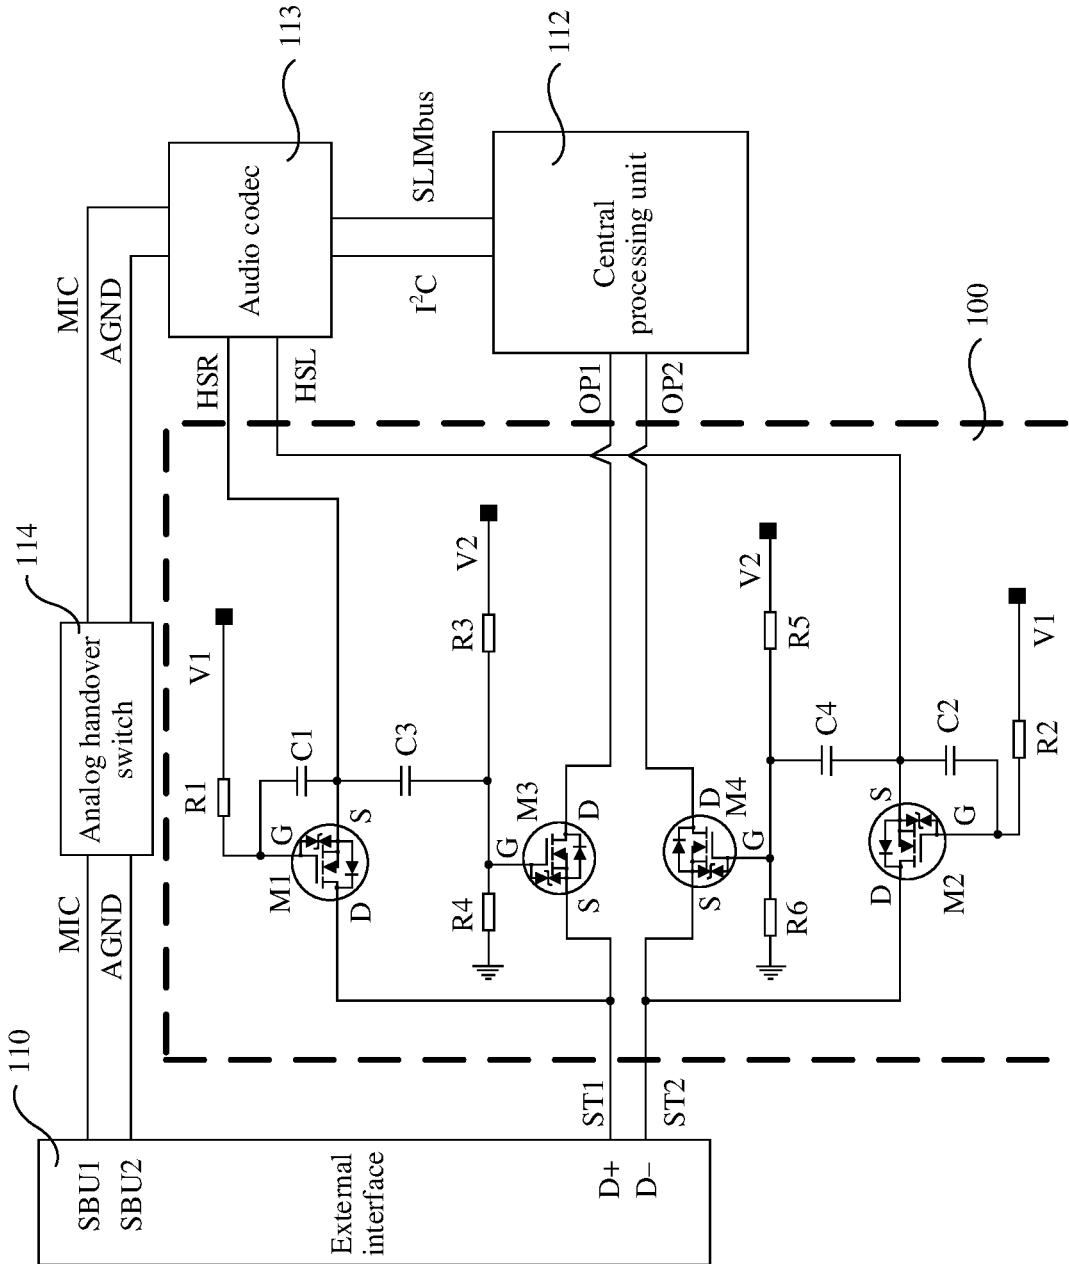 110
External
interface
SBU1
SBU2
D+
D−
MIC
AGND
114
Analog handover
switch
MIC
AGND
113
Audio codec
HSR
HSL
SLIMbus
I²C
112
Central
processing unit
OP1
OP2
100
ST1
ST2
V1
R1
C1
G
S
D
M1
C3
V2
R3
R4
M3
G
D
S
M4
D
G
S
V2
R5
R6
C4
C2
S
G
D
M2
R2
V1